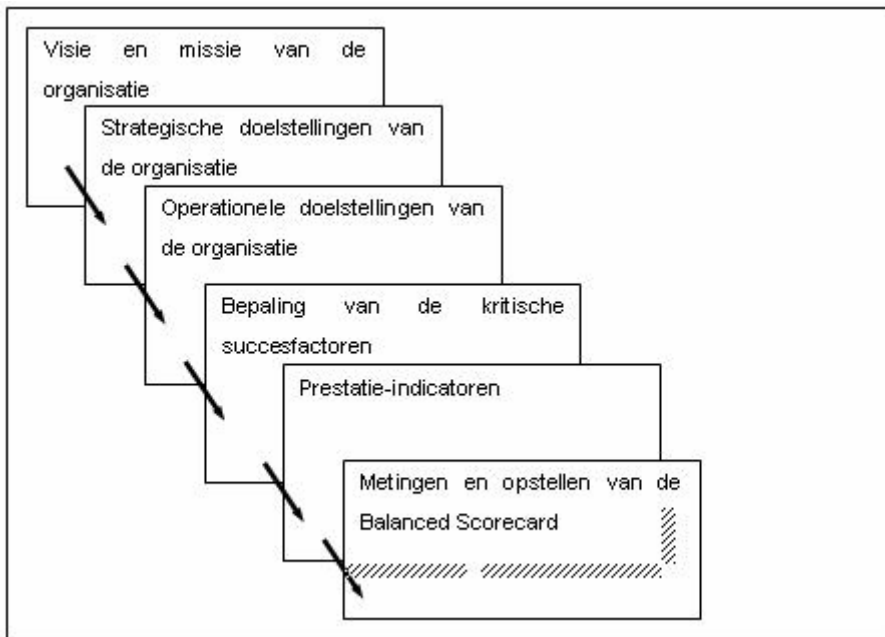 Visie en missie van de
organisatie
Strategische doelstellingen van
de organisatie
Operationele doelstellingen van
de organisatie
Bepaling van de kritische
succesfactoren
Prestatie-indicatoren
Metingen en opstellen van de
Balanced Scorecard